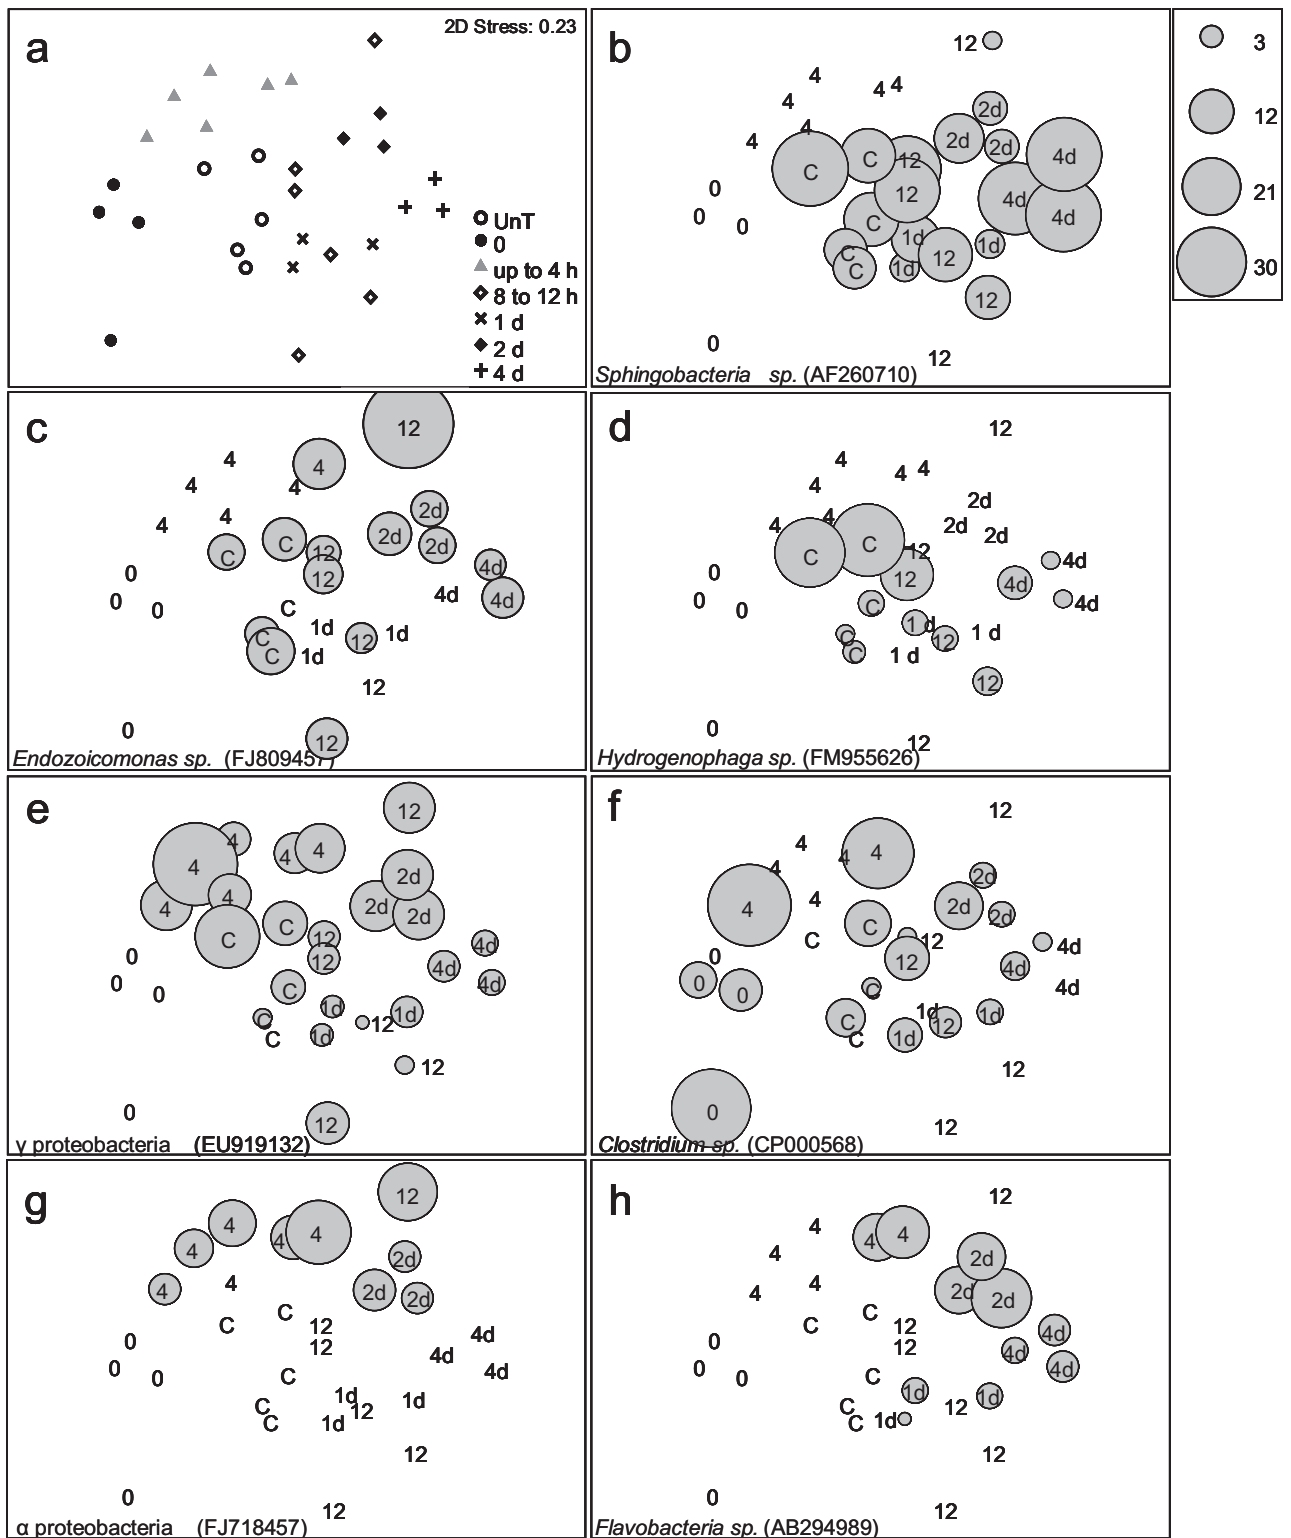 a
2D Stress: 0.23
UnT
0
up to 4 h
8 to 12 h
1 d
2 d
4 d
b
12
4
4 4
4
4
4
2d
2d
2d
4d
C
C
12
12
0
4d
4d
0
0
C
1d
1d
C
12
C
1d
12
0
12
Sphingobacteria sp. (AF260710)
3
12
21
30
c
12
4
4
4
4
4
4
2d
2d
2d
C
C
12
12
4d
0
4d
4d
0
0
C
1d
1d
C
12
C
1d
12
0
12
Endozoicomonas sp. (FJ809457)
d
12
4
4 4
4
4
4
2d
2d
2d
C
C
12
12
4d
0
4d
4d
0
0
C
1 d
1 d
C
12
C
1 d
12
0
12
Hydrogenophaga sp. (FM955626)
e
12
4
4
4
4
4
4
2d
2d
2d
C
C
12
12
4d
0
4d
4d
0
0
C
1d
1d
C
12
C
1d
12
0
12
γ proteobacteria (EU919132)
f
12
4
4
4
4
4
4
2d
2d
2d
C
C
12
12
4d
0
4d
4d
0
0
C
1d
1d
C
12
C
1d
12
0
12
Clostridium sp. (CP000568)
g
12
4
4
4
4
4
4
2d
2d
2d
C
C
12
12
4d
0
4d
4d
0
0
C
1d
1d
C
12
C
1d
12
0
12
α proteobacteria (FJ718457)
h
12
4
4
4
4
4
4
2d
2d
2d
C
C
12
12
4d
0
4d
4d
0
0
C
1d
1d
C
12
C
1d
12
0
12
Flavobacteria sp. (AB294989)